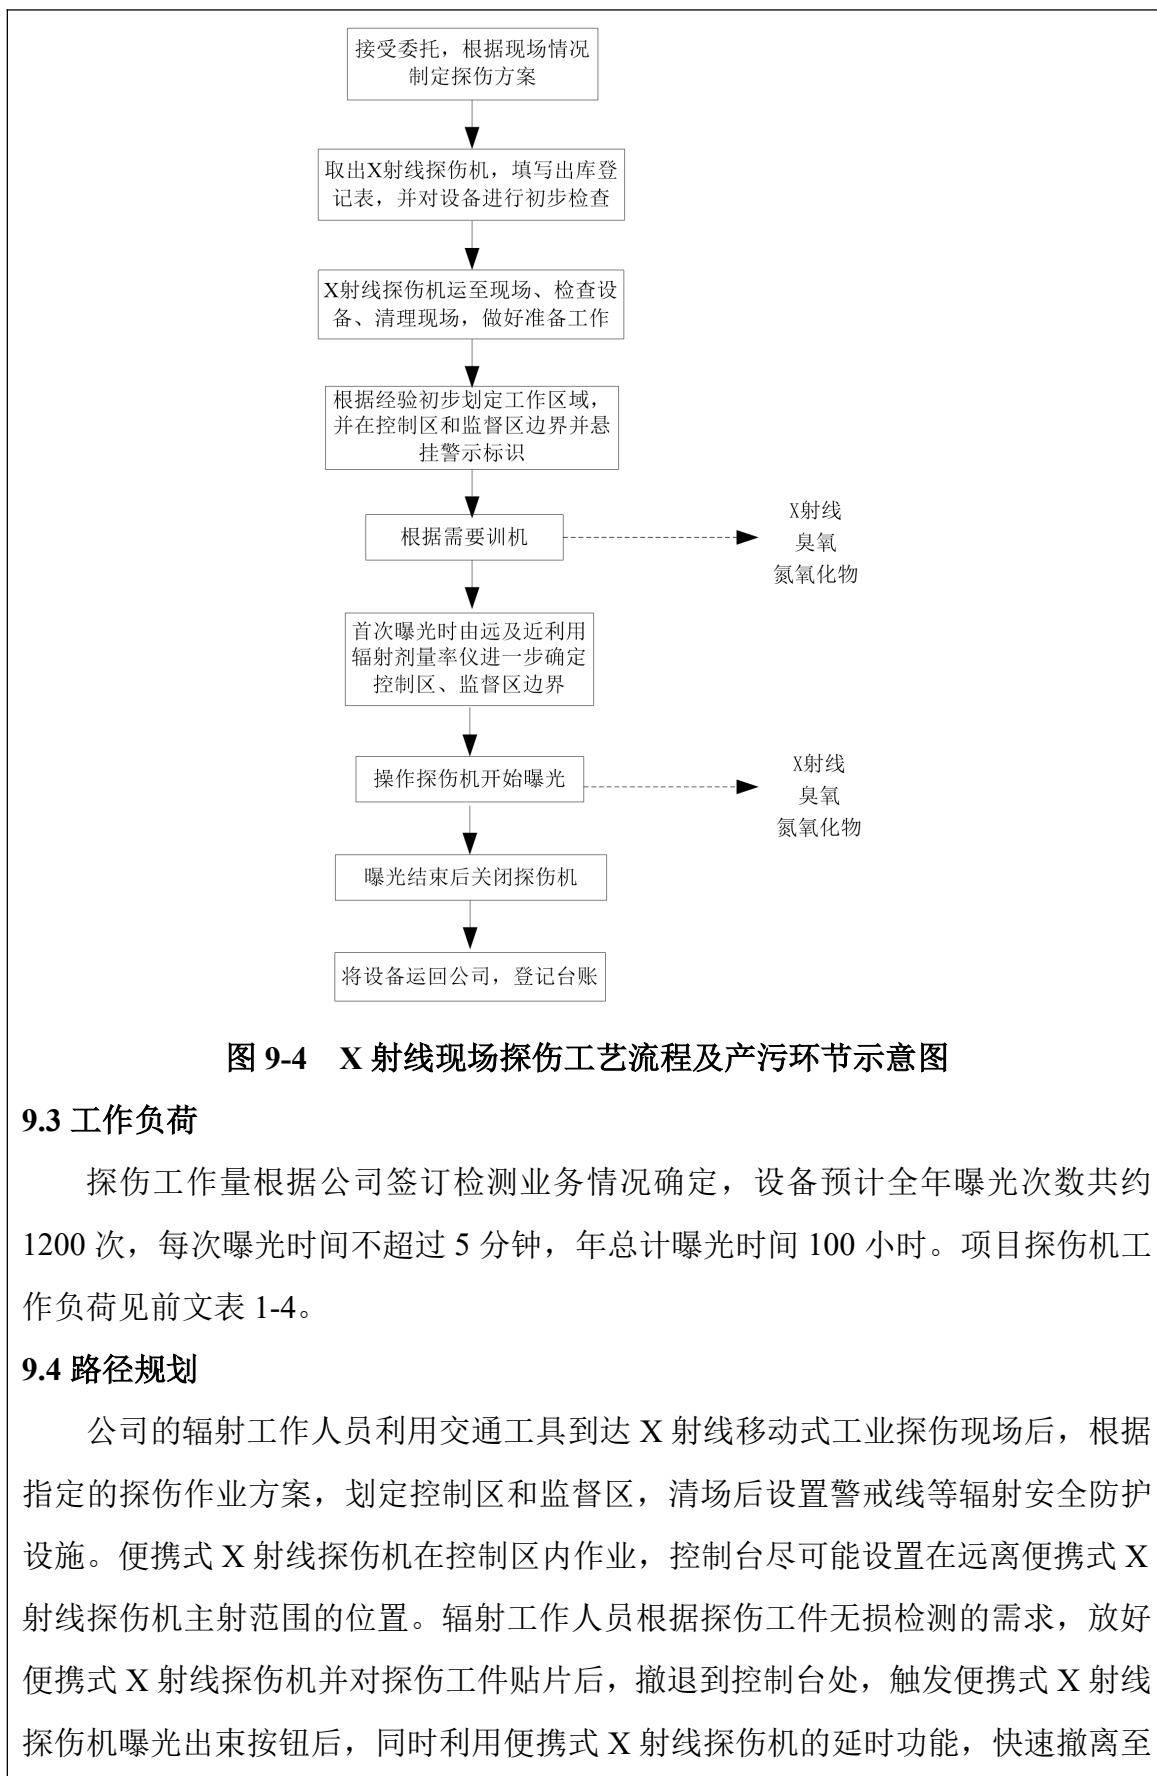 接受委托，根据现场情况
制定探伤方案
取出X射线探伤机，填写出库登
记表，并对设备进行初步检查
X射线探伤机运至现场、检查设
备、清理现场，做好准备工作
根据经验初步划定工作区域，
并在控制区和监督区边界并悬
挂警示标识
根据需要训机
X射线
臭氧
氮氧化物
首次曝光时由远及近利用
辐射剂量率仪进一步确定
控制区、监督区边界
操作探伤机开始曝光
X射线
臭氧
氮氧化物
曝光结束后关闭探伤机
将设备运回公司，登记台账
图 9-4 X 射线现场探伤工艺流程及产污环节示意图
9.3 工作负荷
探伤工作量根据公司签订检测业务情况确定，设备预计全年曝光次数共约
1200 次，每次曝光时间不超过 5 分钟，年总计曝光时间 100 小时。项目探伤机工
作负荷见前文表 1-4。
9.4 路径规划
公司的辐射工作人员利用交通工具到达 X 射线移动式工业探伤现场后，根据
指定的探伤作业方案，划定控制区和监督区，清场后设置警戒线等辐射安全防护
设施。便携式 X 射线探伤机在控制区内作业，控制台尽可能设置在远离便携式 X
射线探伤机主射范围的位置。辐射工作人员根据探伤工件无损检测的需求，放好
便携式 X 射线探伤机并对探伤工件贴片后，撤退到控制台处，触发便携式 X 射线
探伤机曝光出束按钮后，同时利用便携式 X 射线探伤机的延时功能，快速撤离至